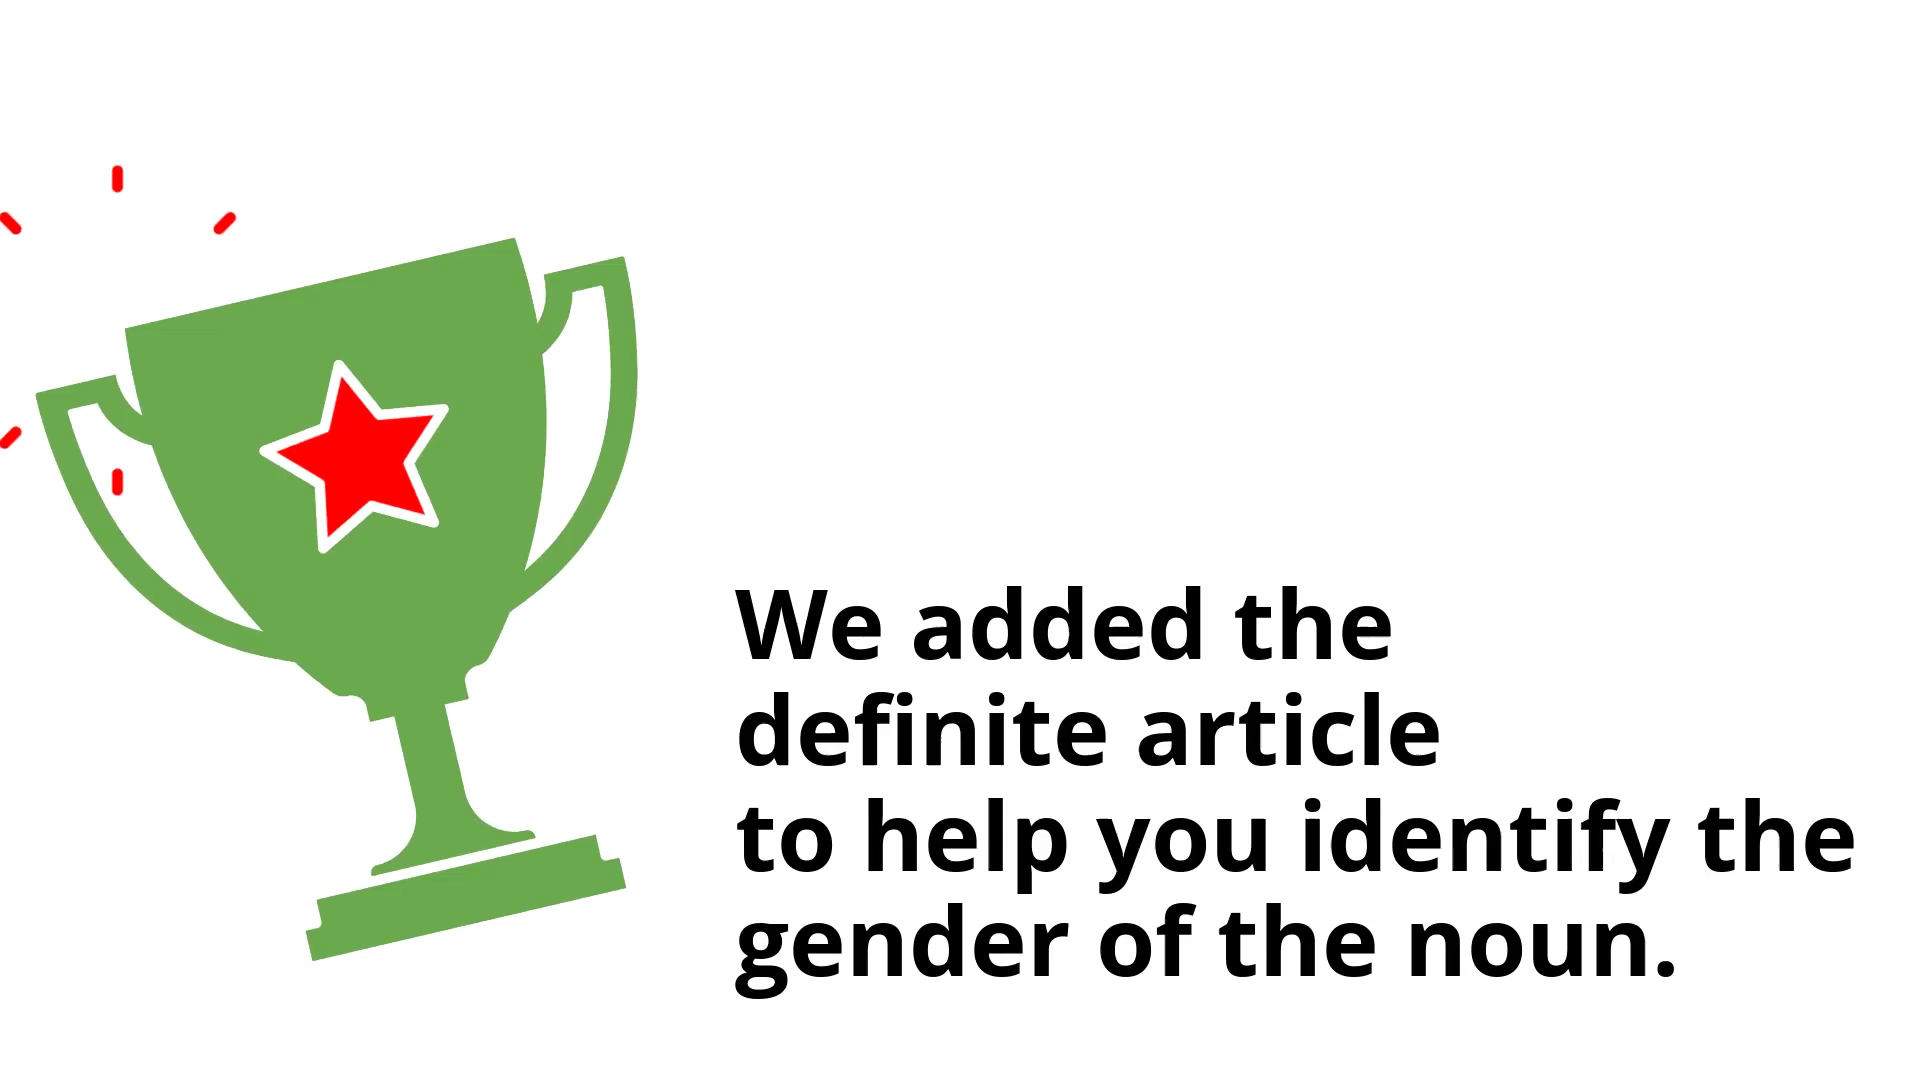 We added the
definite article
to help you identify the
gender of the noun.